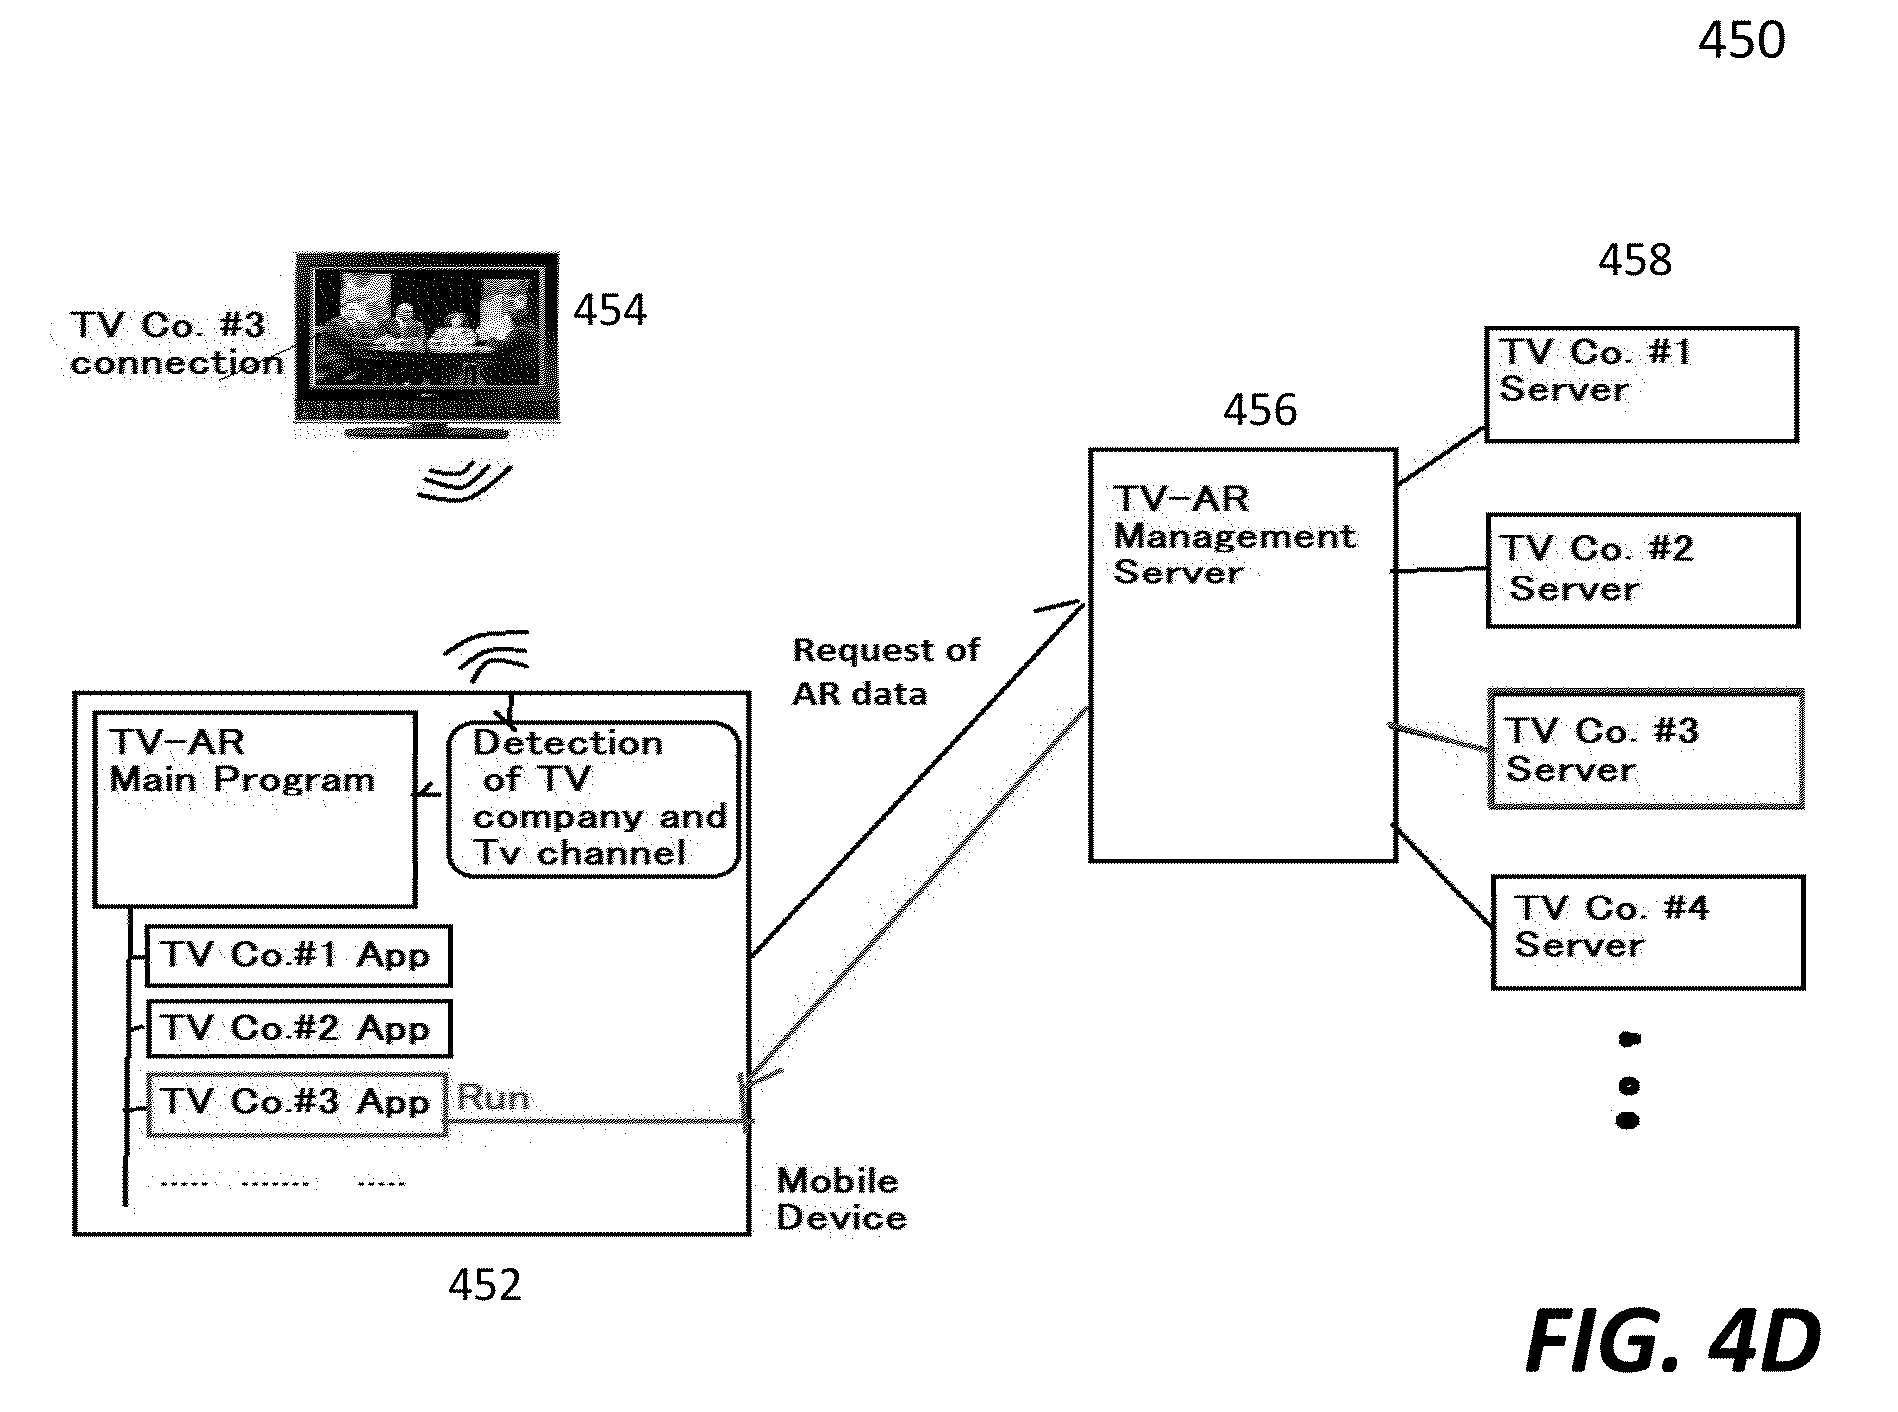 450
458
TV Co. #3
connection
454
TV Co. #1
Server
456
TV-AR
Management
Server
TV Co. #2
Server
Request of
AR data
TV Co. #3
Server
TV-AR
Main Program
Detection
of TV
company and
Tv channel
TV Co. #4
Server
TV Co.#1 App
TV Co.#2 App
TV Co.#3 App
Run
Mobile
Device
452
FIG. 4D